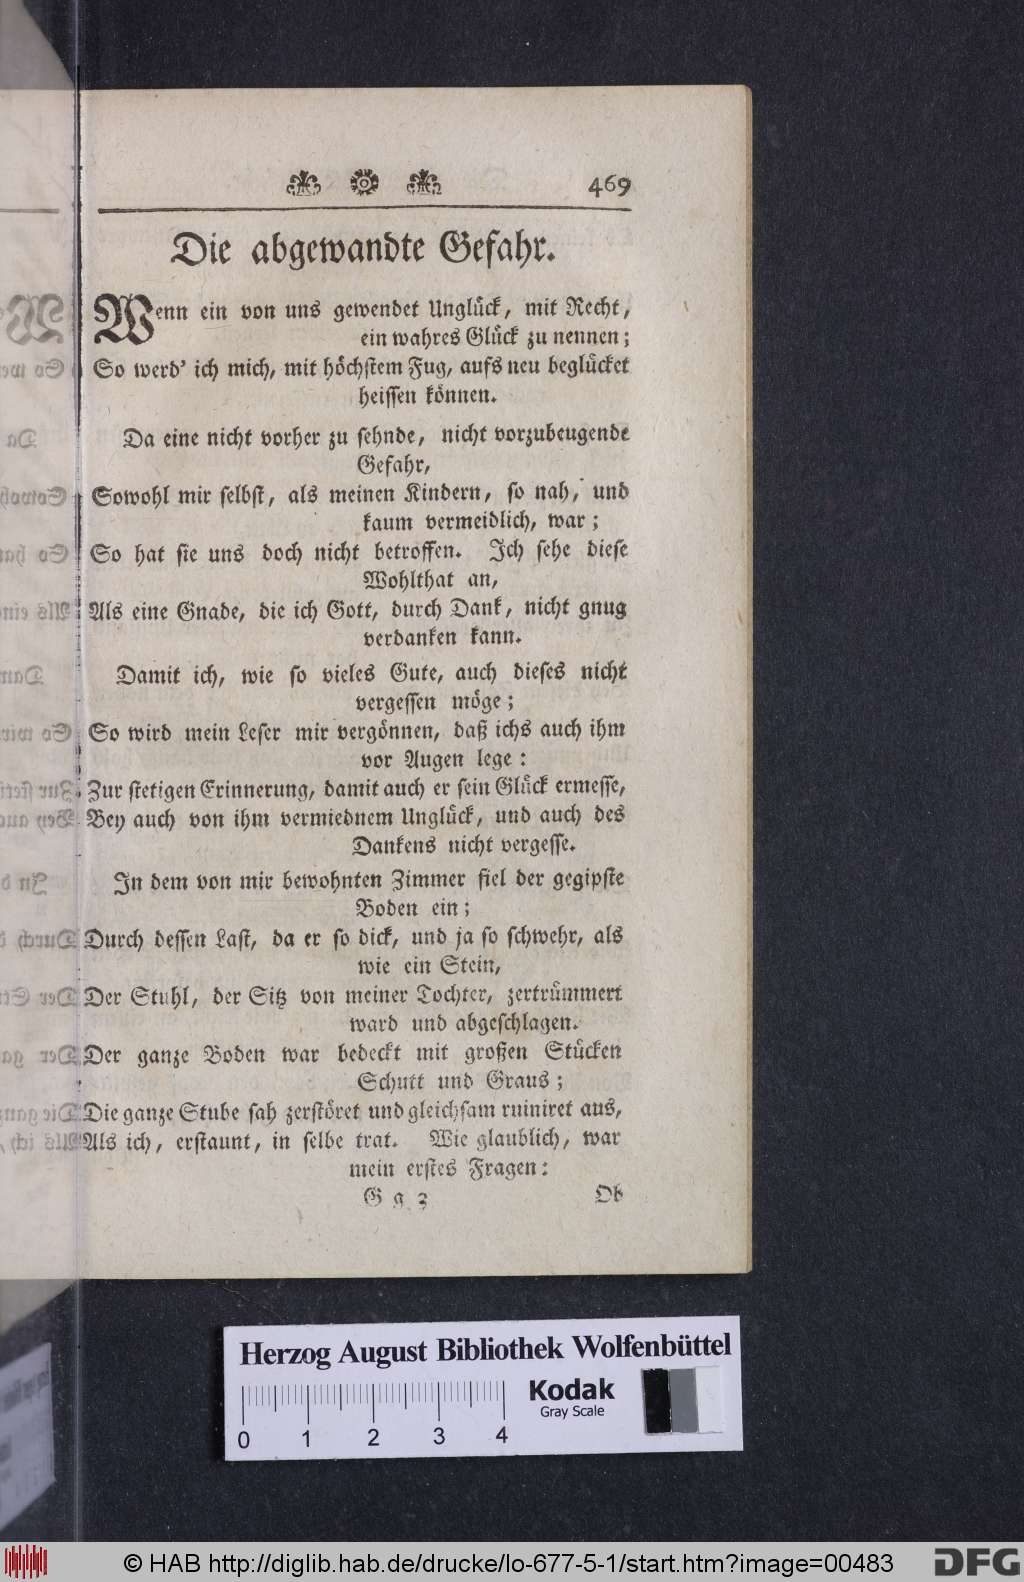 469
Die abgewandte Gefahr.
Wenn ein von uns gewendet Unglück, mit Recht,
ein wahres Glück zu nennen;
So werd' ich mich, mit höchstem Fug, aufs neu beglücket
heissen können.
Da eine nicht vorher zu sehnde, nicht vorzubeugende
Gefahr,
Sowohl mir selbst, als meinen Kindern, so nah, und
kaum vermeidlich, war;
So hat sie uns doch nicht betroffen. Ich sehe diese
Wohlthat an,
Als eine Gnade, die ich Gott, durch Dank, nicht gnug
verdanken kann.
Damit ich, wie so vieles Gute, auch dieses nicht
vergessen möge;
So wird mein Leser mir vergönnen, daß ichs auch ihm
vor Augen lege:
Zur stetigen Erinnerung, damit auch er sein Glück ermesse,
Bey auch von ihm vermiednem Unglück, und auch des
Dankens nicht vergesse.
In dem von mir bewohnten Zimmer fiel der gegipste
Boden ein;
Durch dessen Last, da er so dick, und ja so schwehr, als
wie ein Stein,
Der Stuhl, der Sitz von meiner Tochter, zertrümmert
ward und abgeschlagen.
Der ganze Boden war bedeckt mit großen Stücken
Schutt und Graus;
Die ganze Stube sah zerstöret und gleichsam ruiniret aus,
Als ich, erstaunt, in selbe trat. Wie glaublich, war
mein erstes Fragen:
G g 3 Ob
Herzog August Bibliothek Wolfenbüttel
Kodak
Gray Scale
0 1 2 3 4
© HAB http://diglib.hab.de/drucke/lo-677-5-1/start.htm?image=00483
DFG